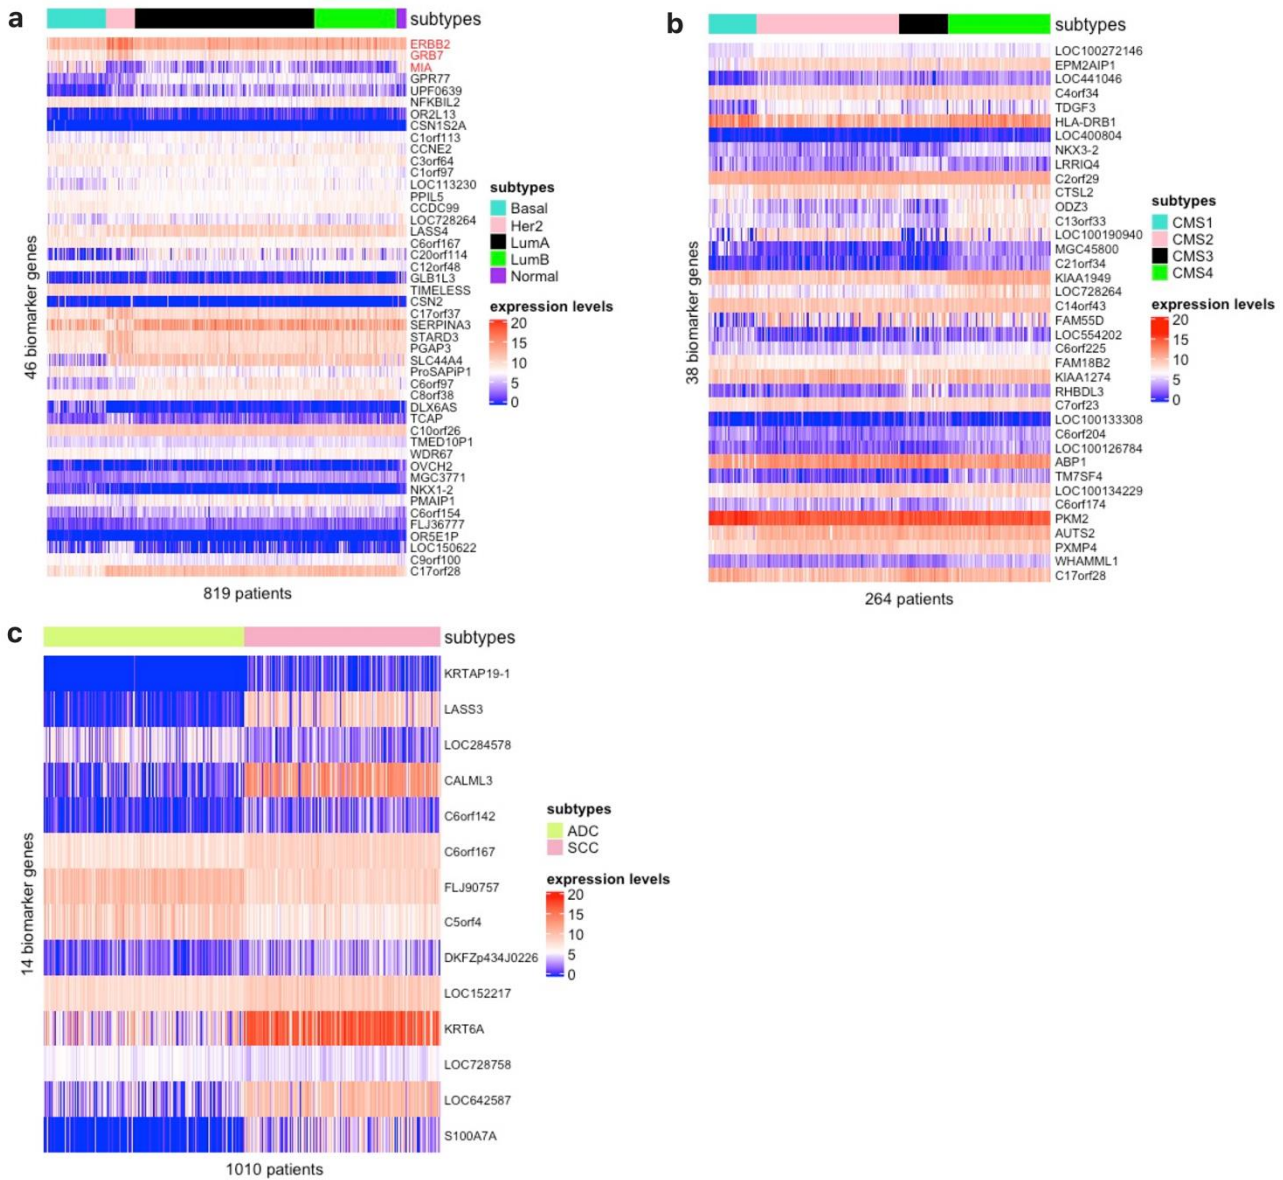 a
subtypes
ERBB2
GRB7
MIA
GPR77
UPF0639
NFKBIL2
OR2L13
CSN1S2A
C1orf113
CCNE2
C3orf64
C1orf97
LOC113230
PPIL5
CCDC99
LOC728264
LASS4
C6orf167
C20orf114
C12orf48
GLB1L3
TIMELESS
CSN2
C17orf37
SERPINA3
STARD3
PGAP3
SLC44A4
ProSAPiP1
C6orf97
C8orf38
DLX6AS
TCAP
C10orf26
TMED10P1
WDR67
OVCH2
MGC3771
NKX1-2
PMAIP1
C6orf154
FLJ36777
OR5E1P
LOC150622
C9orf100
C17orf28
46 biomarker genes
819 patients
subtypes
Basal
Her2
LumA
LumB
Normal
expression levels
20
15
10
5
0
b
subtypes
LOC100272146
EPM2AIP1
LOC441046
C4orf34
TDGF3
HLA-DRB1
LOC400804
NKX3-2
LRRIQ4
C2orf29
CTSL2
ODZ3
C13orf33
LOC100190940
MGC45800
C21orf34
KIAA1949
LOC728264
C14orf43
FAM55D
LOC554202
C6orf225
FAM18B2
KIAA1274
RHBDL3
C7orf23
LOC100133308
C6orf204
LOC100126784
ABP1
TM7SF4
LOC100134229
C6orf174
PKM2
AUTS2
PXMP4
WHAMML1
C17orf28
38 biomarker genes
264 patients
subtypes
CMS1
CMS2
CMS3
CMS4
expression levels
20
15
10
5
0
c
subtypes
KRTAP19-1
LASS3
LOC284578
CALML3
C6orf142
C6orf167
FLJ90757
C5orf4
DKFZp434J0226
LOC152217
KRT6A
LOC728758
LOC642587
S100A7A
14 biomarker genes
1010 patients
subtypes
ADC
SCC
expression levels
20
15
10
5
0